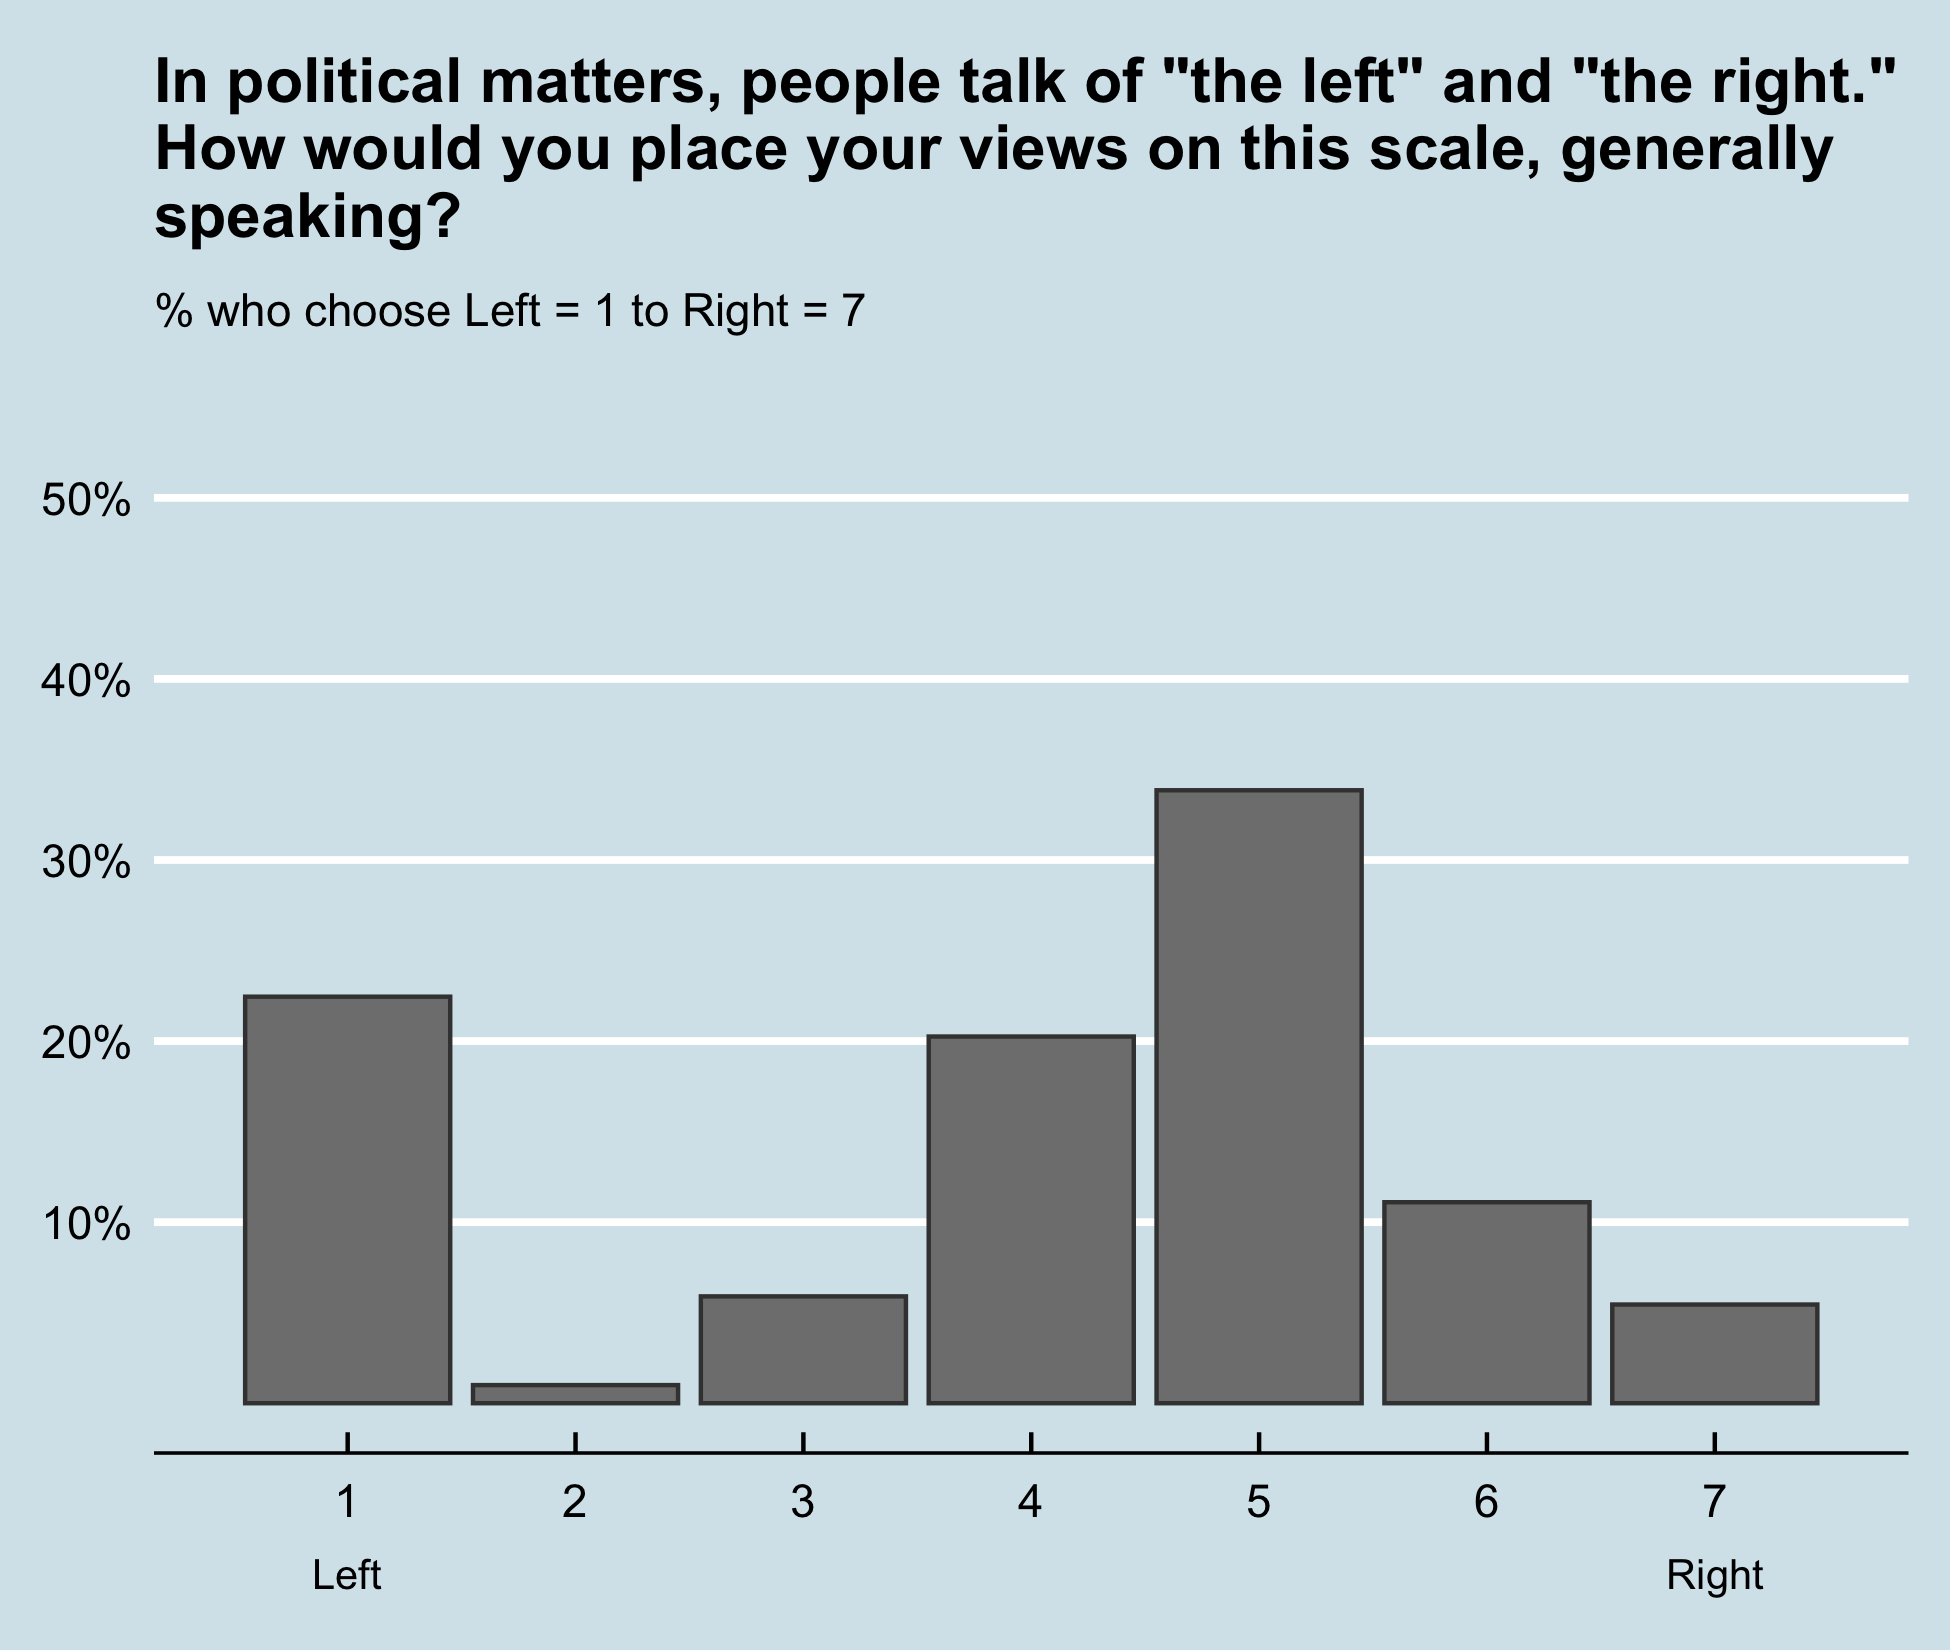 In political matters, people talk of "the left" and "the right."
How would you place your views on this scale, generally
speaking?
% who choose Left = 1 to Right = 7
50%
40%
30%
20%
10%
1 2 3 4 5 6 7
Left Right